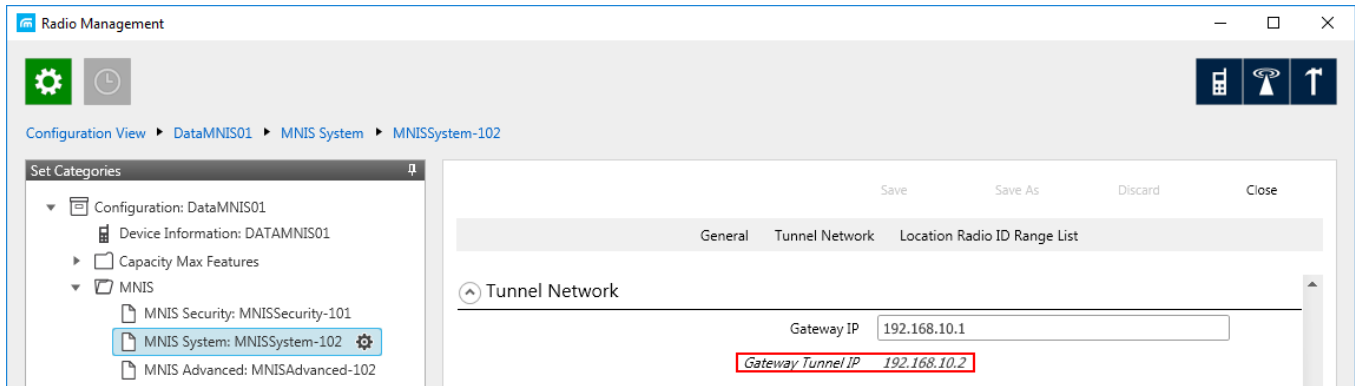 Radio Management
Configuration View DataMNIS01 MNIS System MNISSystem-102
Set Categories
Configuration: DataMNIS01
Device Information: DATAMNIS01
Capacity Max Features
MNIS
MNIS Security: MNISSecurity-101
MNIS System: MNISSystem-102
MNIS Advanced: MNISAdvanced-102
Save Save As Discard Close
General Tunnel Network Location Radio ID Range List
Tunnel Network
Gateway IP 192.168.10.1
Gateway Tunnel IP 192.168.10.2